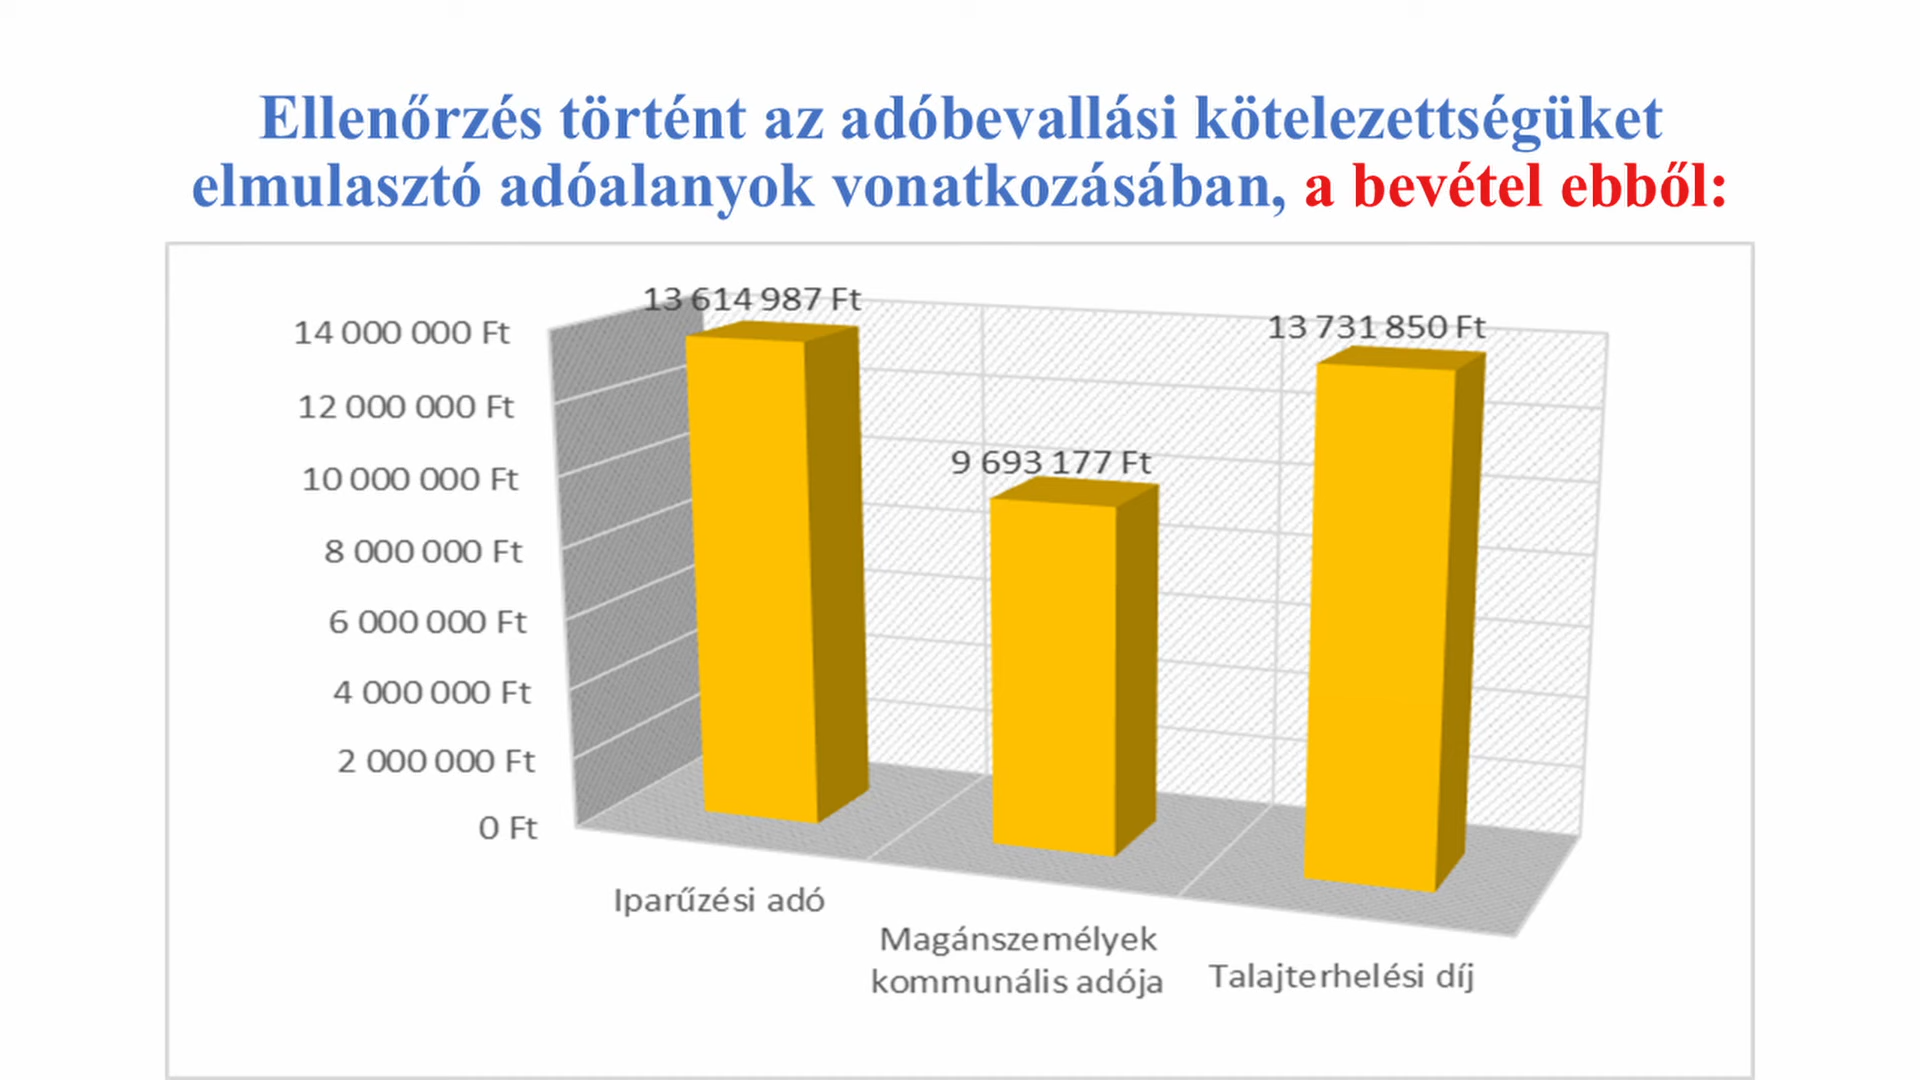 Ellenőrzés történt az adóbevallási kötelezettségüket
elmulasztó adóalanyok vonatkozásában, a bevétel ebből:
13 614 987 Ft
13 731 850 Ft
9 693 177 Ft
14 000 000 Ft
12 000 000 Ft
10 000 000 Ft
8 000 000 Ft
6 000 000 Ft
4 000 000 Ft
2 000 000 Ft
0 Ft
Iparűzési adó
Magánszemélyek
kommunális adója
Talajterhelési díj